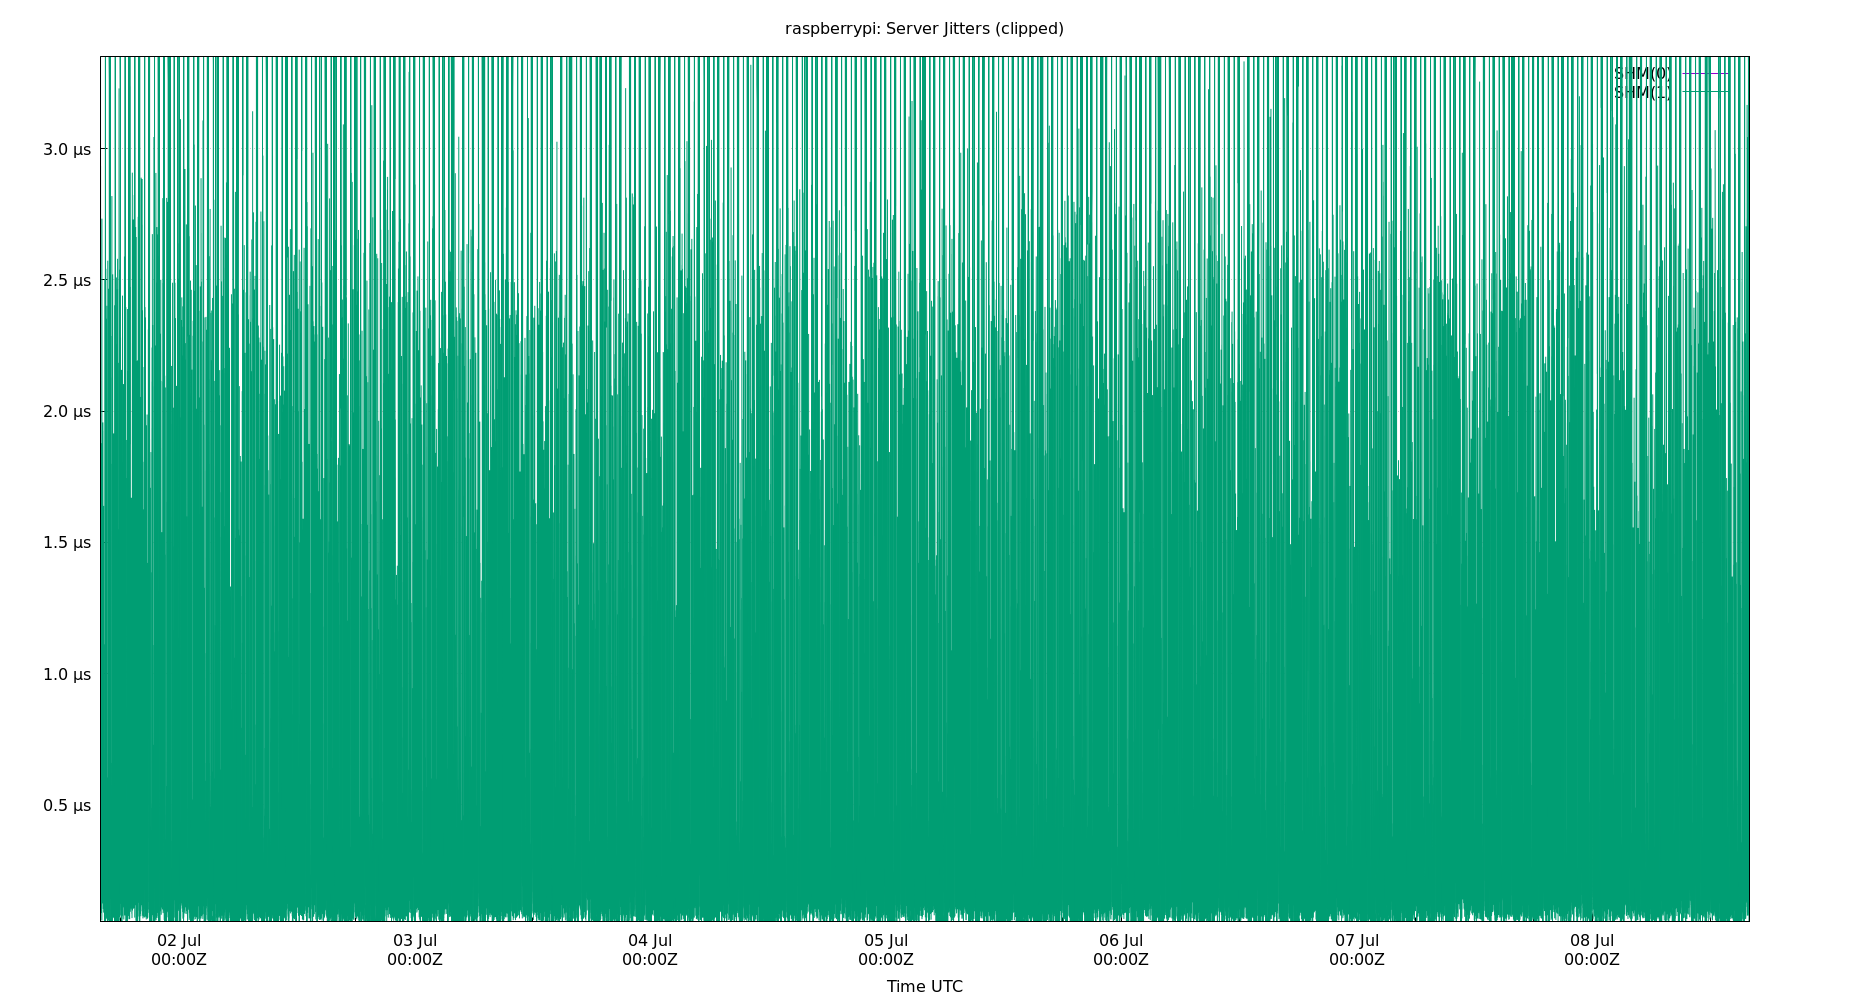 raspberrypi: Server Jitters (clipped)
SHM(0)
SHM(1)
3.0 µs
2.5 µs
2.0 µs
1.5 µs
1.0 µs
0.5 µs
02 Jul 03 Jul 04 Jul 05 Jul 06 Jul 07 Jul 08 Jul
00:00Z 00:00Z 00:00Z 00:00Z 00:00Z 00:00Z 00:00Z
Time UTC